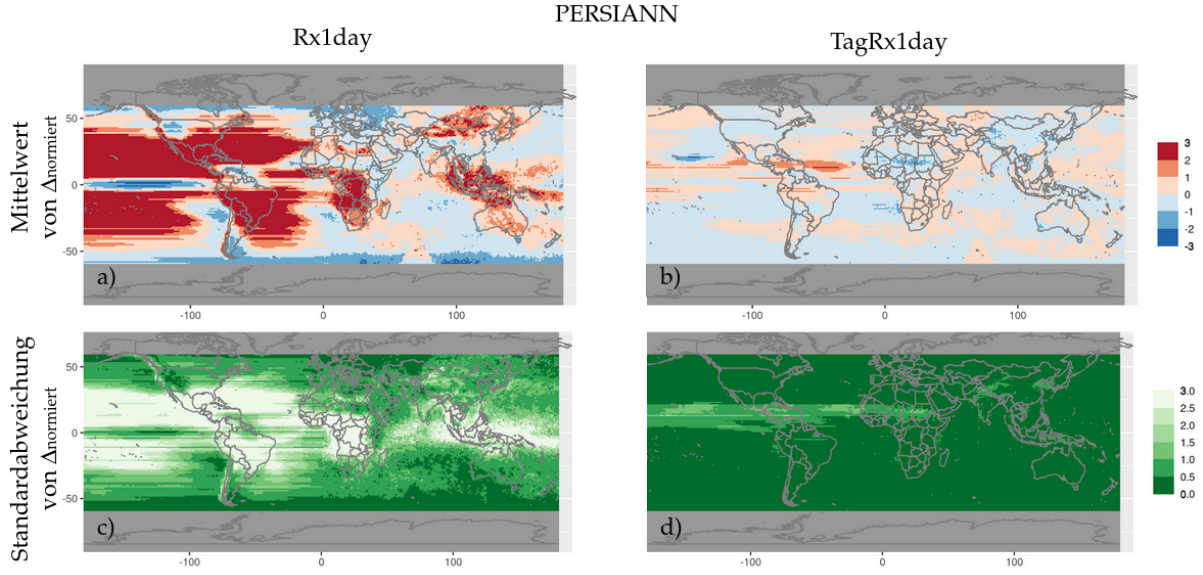 PERSIANN
Rx1day
TagRx1day
Mittelwert
von Δnormiert
50
0
-50
a)
-100
0
100
b)
-100
0
100
3
2
1
0
-1
-2
-3
Standardabweichung
von Δnormiert
50
0
-50
c)
-100
0
100
d)
-100
0
100
3.0
2.5
2.0
1.5
1.0
0.5
0.0